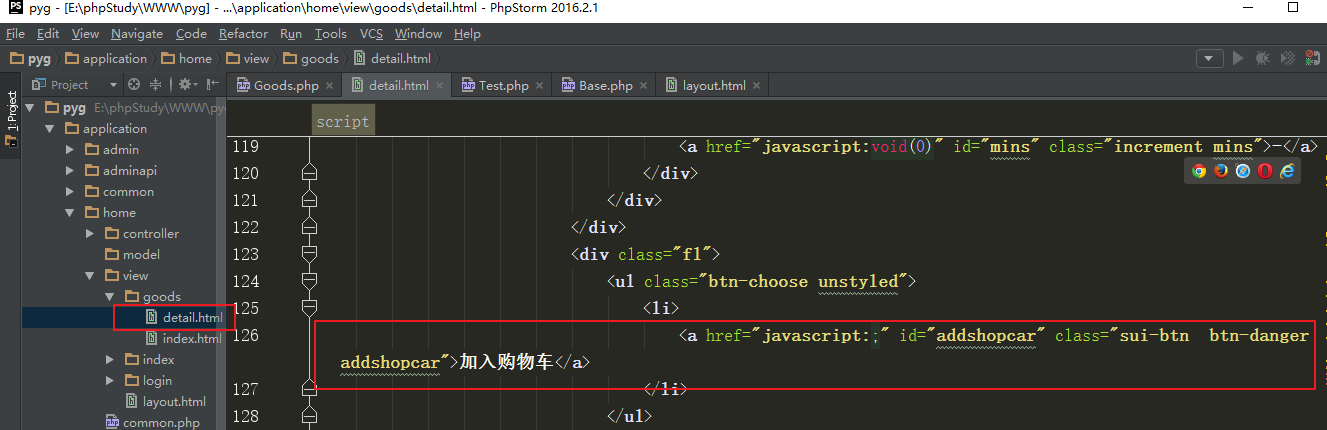 pyg - [E:\phpStudy\WWW\pyg] - ...\application\home\view\goods\detail.html - PhpStorm 2016.2.1
File Edit View Navigate Code Refactor Run Tools VCS Window Help
pyg application home view goods detail.html
1: Project
Project
Goods.php detail.html Test.php Base.php layout.html
pyg E:\phpStudy\WWW\pyg
application
admin
adminapi
common
home
controller
model
view
goods
detail.html
index.html
index
login
layout.html
common.php
script
119 <a href="javascript:void(0)" id="mins" class="increment mins">-</a>
120 </div>
121 </div>
122 </div>
123 <div class="fl">
124 <ul class="btn-choose unstyled">
125 <li>
126 <a href="javascript:;" id="addshopcar" class="sui-btn  btn-danger
addshopcar">加入购物车</a>
127 </li>
128 </ul>